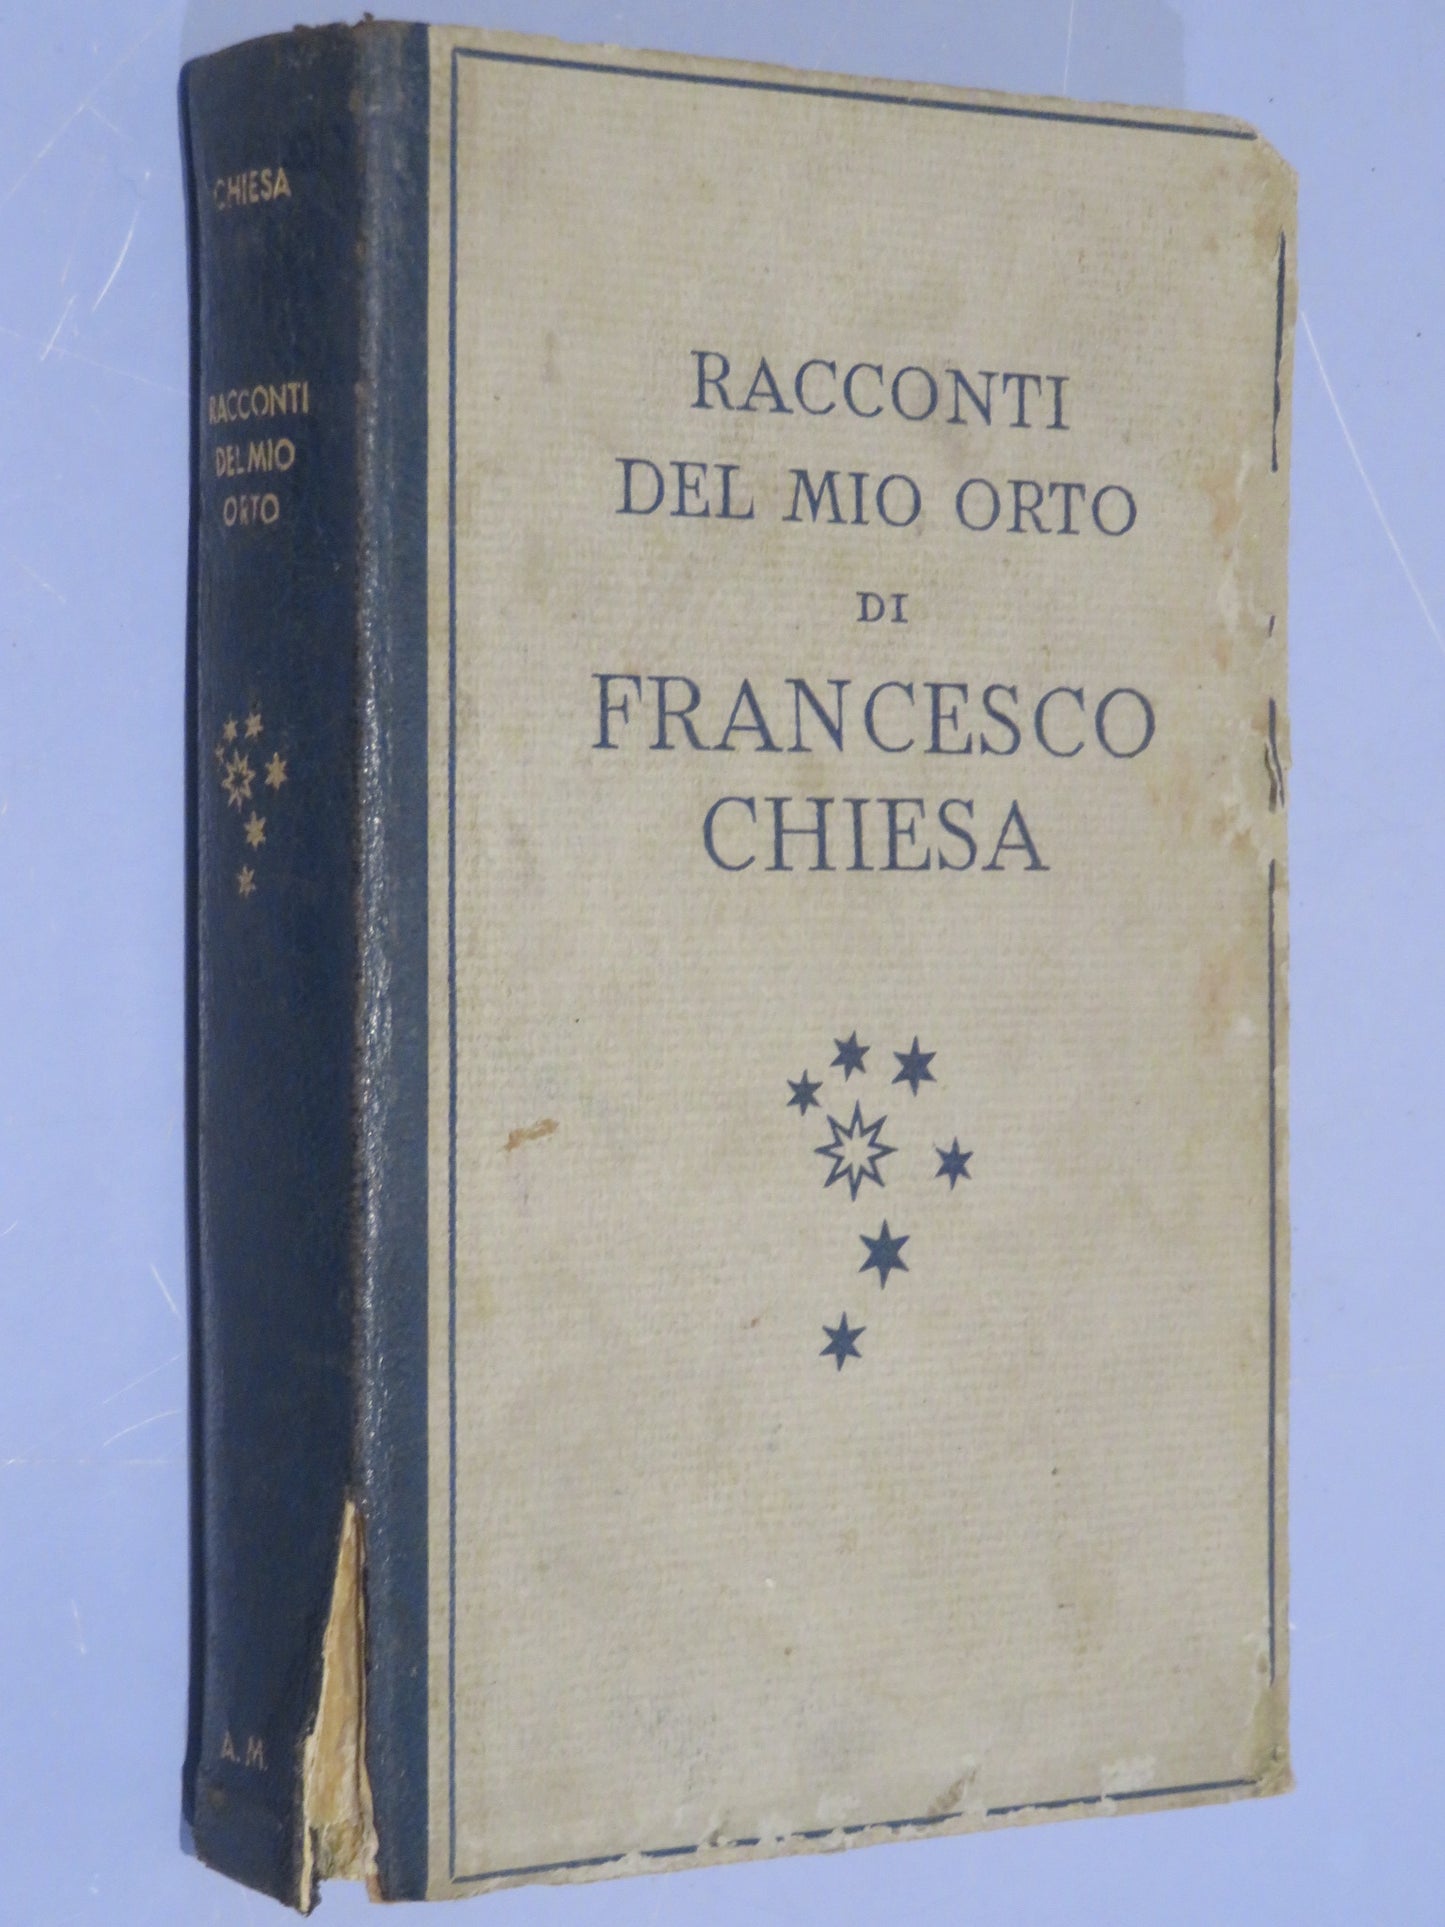 CHIESA
RACCONTI
DEL MIO
ORTO
A. M.
RACCONTI
DEL MIO ORTO
DI
FRANCESCO
CHIESA